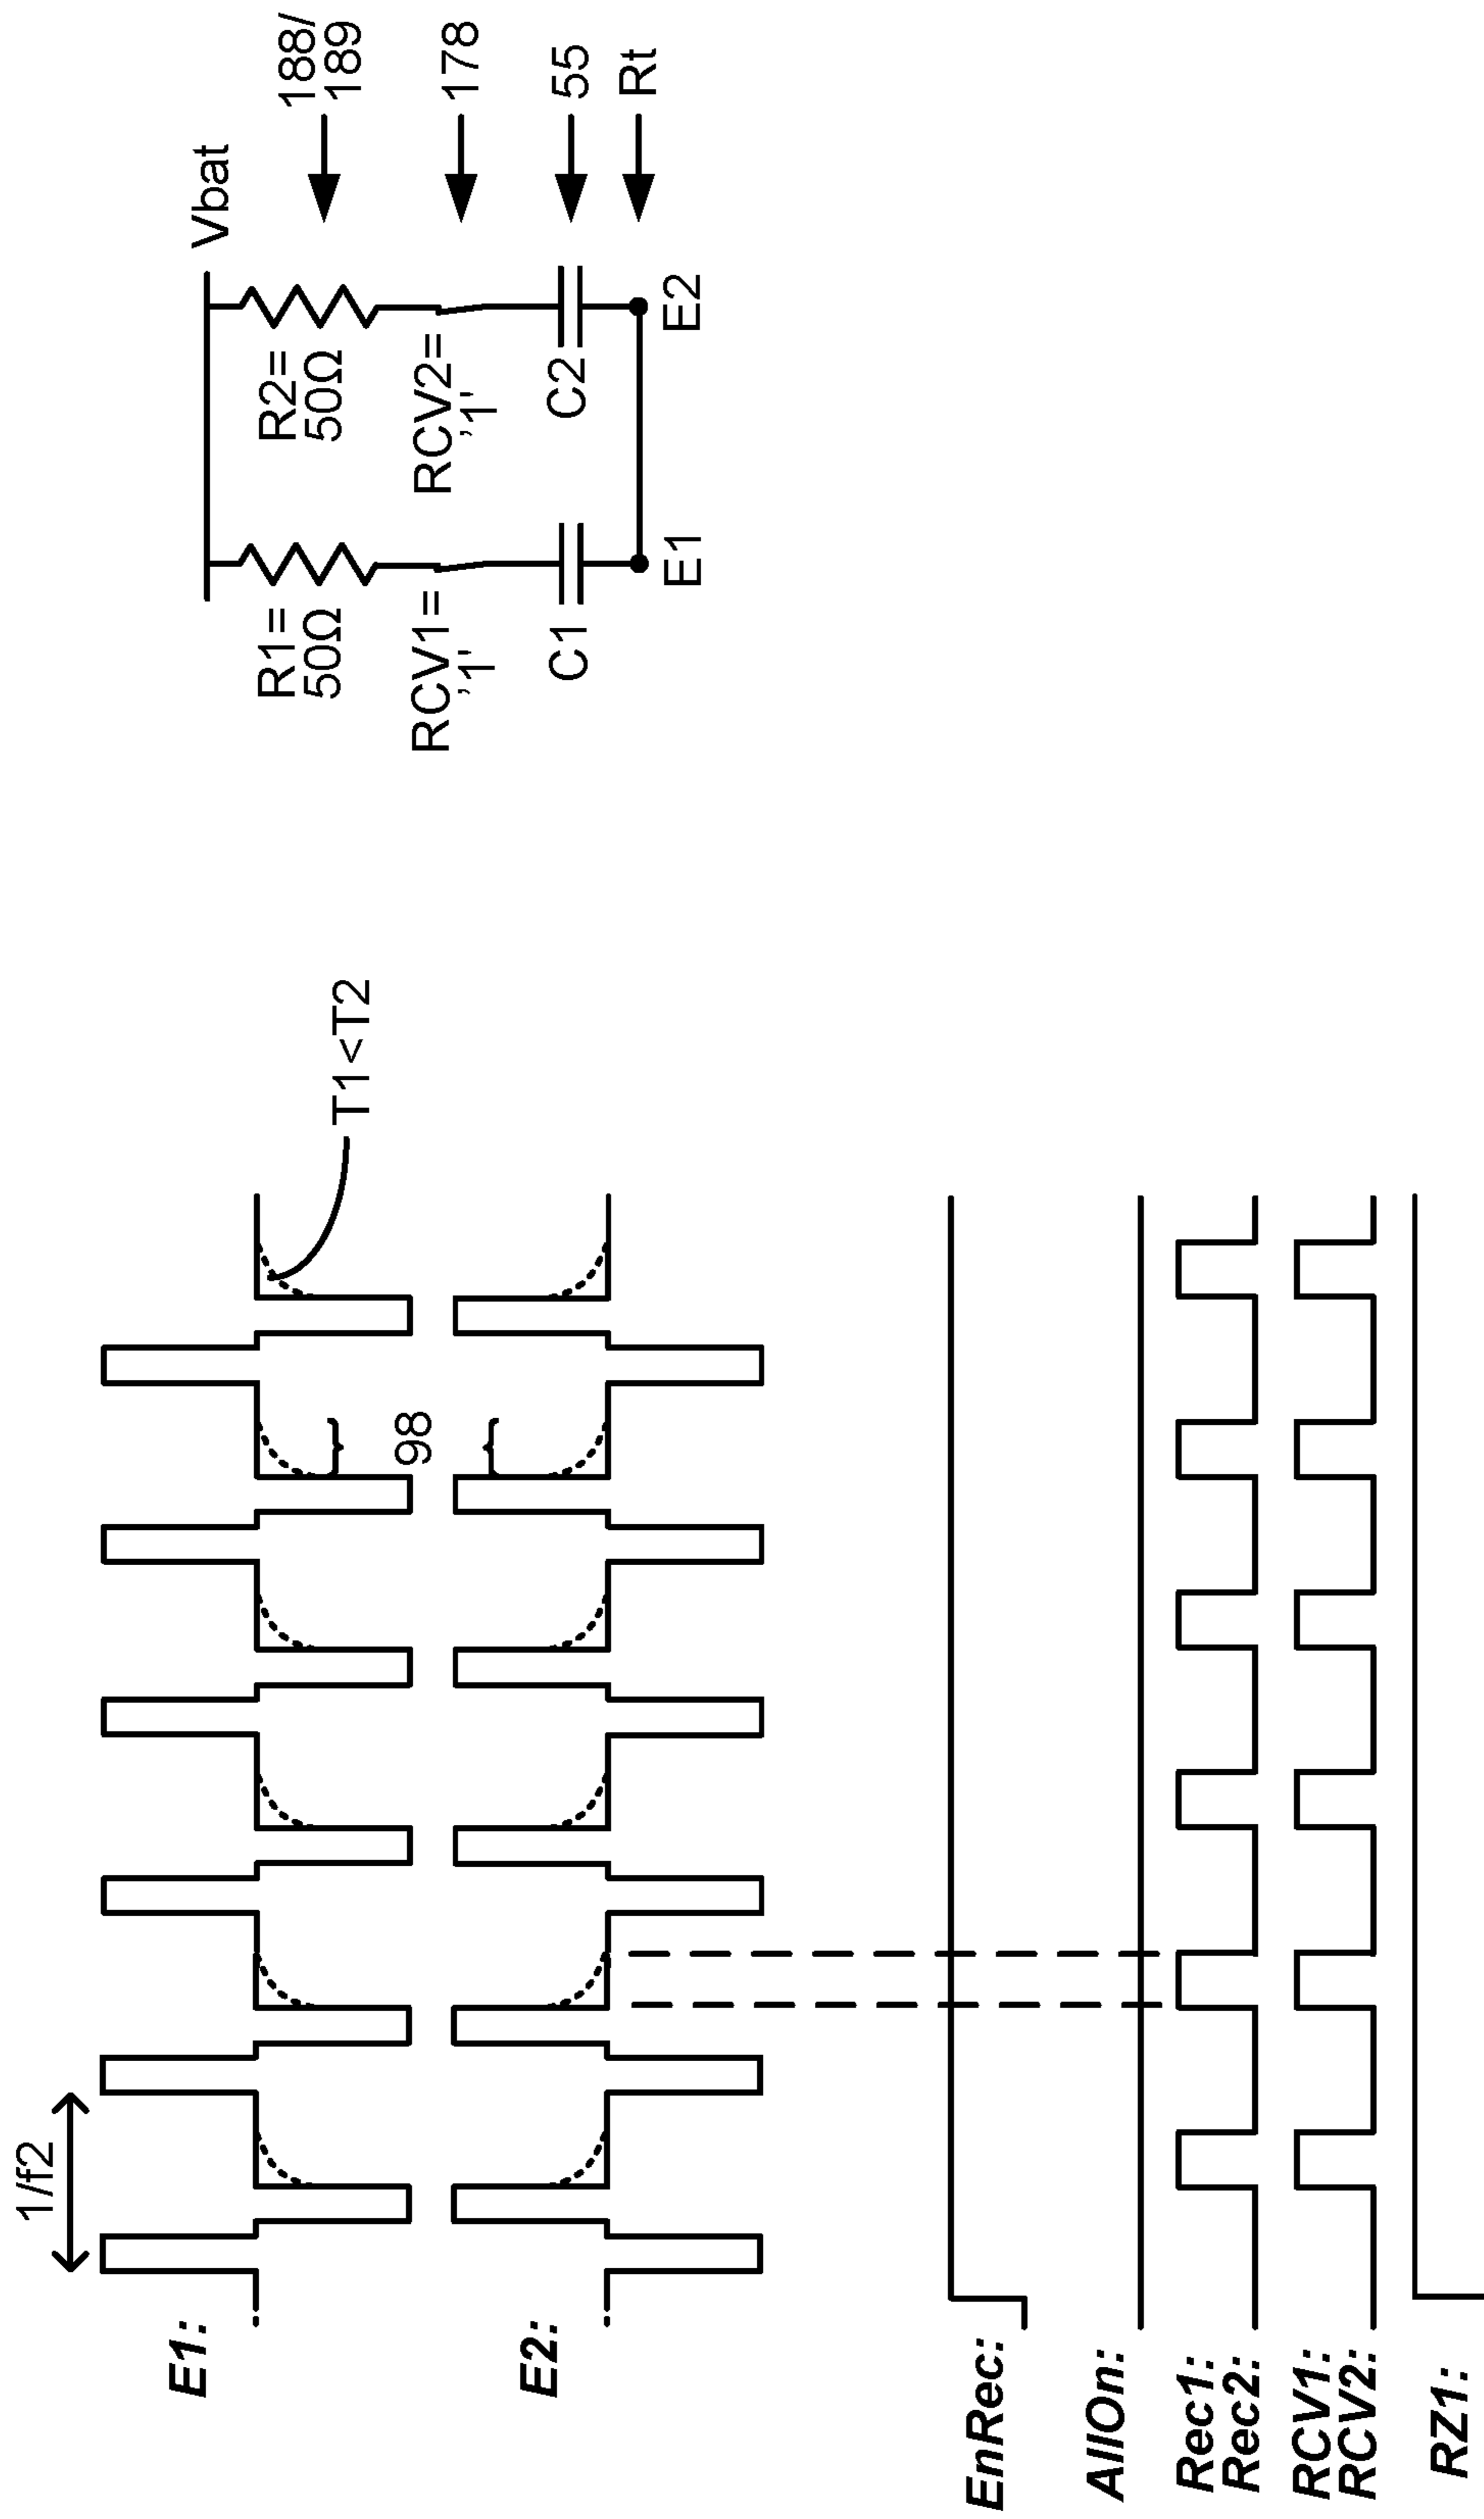 1/f2
E1:
T1<T2
98
E2:
EnRec:
AllOn:
Rec1:
Rec2:
RCV1:
RCV2:
RZ1:
Vbat
R1=
50Ω
R2=
50Ω
188/
189
RCV1=
'1'
RCV2=
'1'
178
C1
C2
55
E1
E2
Rt